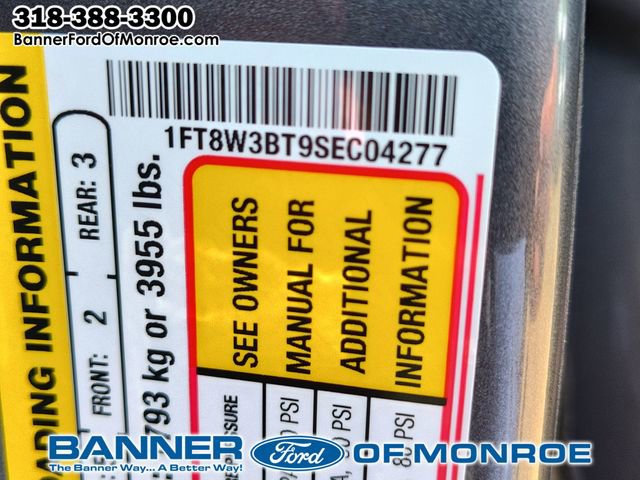 318-388-3300
BannerFordOfMonroe.com
1FT8W3BT9SEC04277
SEE OWNERS
MANUAL FOR
ADDITIONAL
INFORMATION
793 kg or 3955 lbs.
FRONT: 2 REAR: 3
INFORMATION
PSI
PSI
80 PSI
BANNER Ford OF MONROE
The Banner Way... A Better Way!